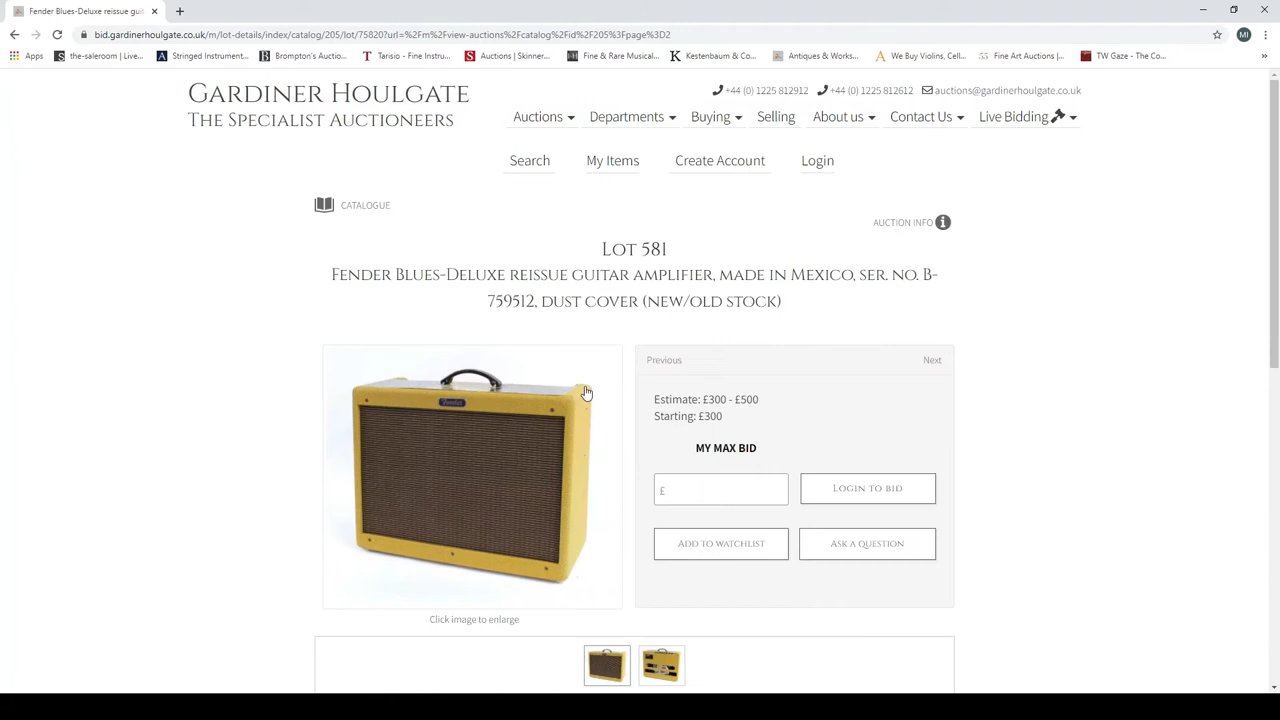 Fender Blues-Deluxe reissue guit
bid.gardinerhoulgate.co.uk/m/lot-details/index/catalog/205/lot/75820?url=%2Fm%2Fview-auctions%2Fcatalog%2Fid%2F205%3Fpage%3D2
MI
Apps the-saleroom | Live... Stringed Instrument... Brompton's Auctio... Tarisio - Fine Instru... Auctions | Skinner... Fine & Rare Musical... Kestenbaum & Co... Antiques & Works... We Buy Violins, Cell... Fine Art Auctions |... TW Gaze - The Co...
Gardiner Houlgate
The Specialist Auctioneers
+44 (0) 1225 812912 +44 (0) 1225 812612 auctions@gardinerhoulgate.co.uk
Auctions Departments Buying Selling About us Contact Us Live Bidding
Search My Items Create Account Login
CATALOGUE
AUCTION INFO
Lot 581
Fender Blues-Deluxe reissue guitar amplifier, made in Mexico, ser. no. B-
759512, dust cover (new/old stock)
Previous Next
Fender
Estimate: £300 - £500
Starting: £300
MY MAX BID
£ Login to bid
Add to watchlist Ask a question
Click image to enlarge